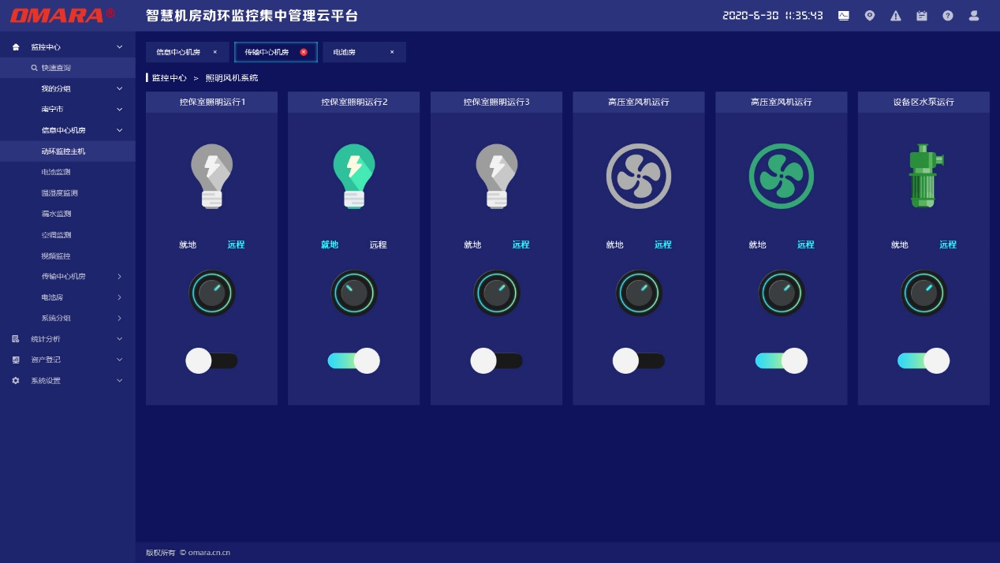 OMARA®
智慧机房动环监控集中管理云平台
2020-6-30 11:35:43
监控中心
快速查询
我的分组
南宁市
信息中心机房
动环监控主机
电池监测
温湿度监测
漏水监测
空调监测
视频监控
传输中心机房
电池房
系统分组
统计分析
资产登记
系统设置
信息中心机房 × 传输中心机房 × 电池房 ×
监控中心 > 照明风机系统
控保室照明运行1 控保室照明运行2 控保室照明运行3 高压室风机运行 高压室风机运行 设备区水泵运行
就地 远程 就地 远程 就地 远程 就地 远程 就地 远程 就地 远程
版权所有 © omara.cn.cn